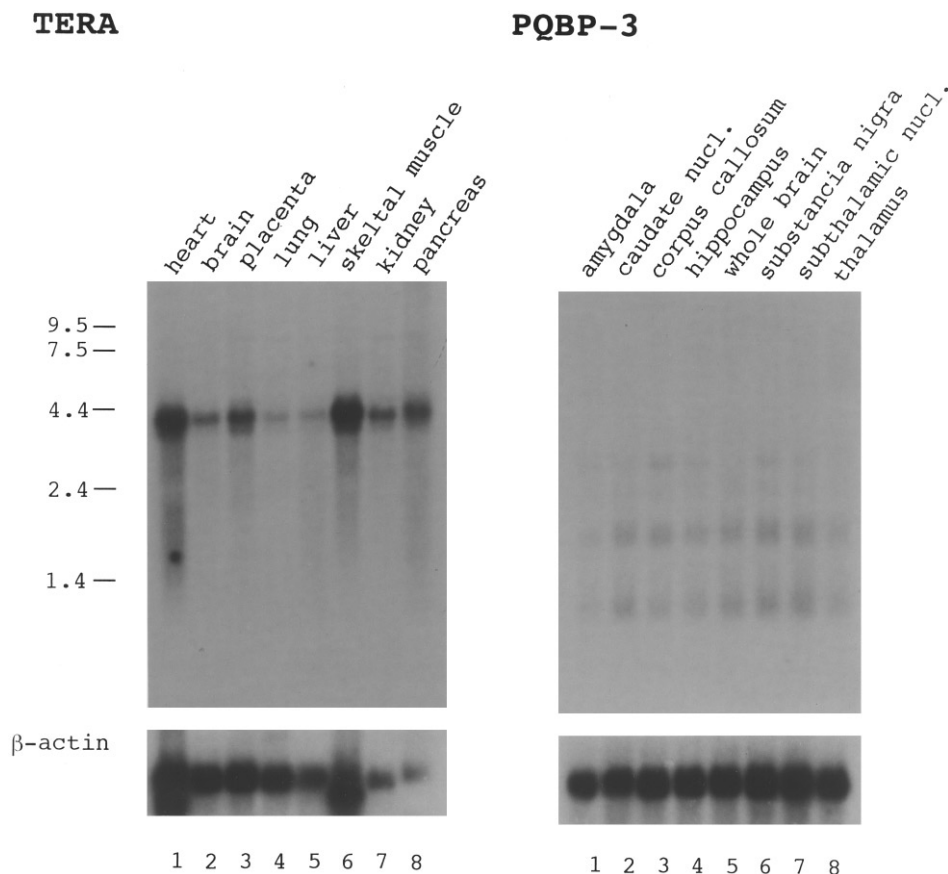 TERA
PQBP-3
heart
brain
placenta
lung
liver
skeltal muscle
kidney
pancreas
amygdala
caudate nucl.
corpus callosum
hippocampus
whole brain
substancia nigra
subthalamic nucl.
thalamus
9.5
7.5
4.4
2.4
1.4
β-actin
1 2 3 4 5 6 7 8
1 2 3 4 5 6 7 8